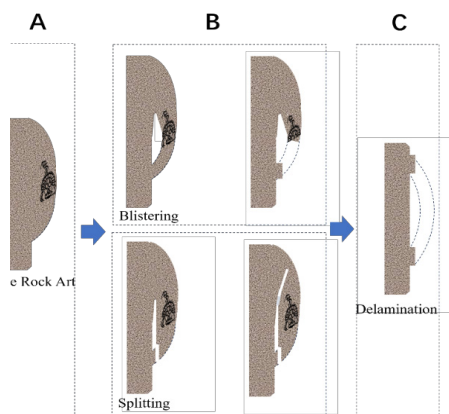 A
B
C
e Rock Art
Blistering
Splitting
Delamination